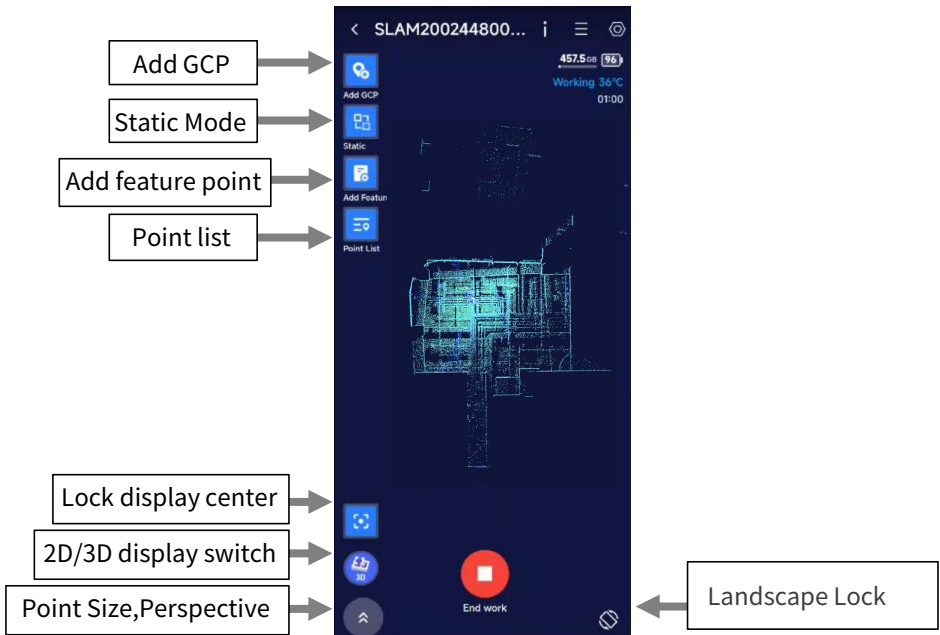 SLAM200244800...
457.5 GB 96
Working 36°C
01:00
Add GCP
Add GCP
Static Mode
Static
Add feature point
Add Featur
Point list
Point List
Lock display center
2D/3D display switch
3D
Point Size,Perspective
End work
Landscape Lock